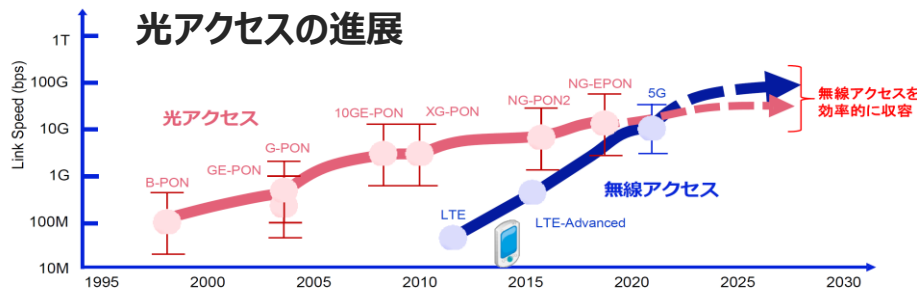 光アクセスの進展
Link Speed (bps)
1T
100G
10G
1G
100M
10M
光アクセス
B-PON
GE-PON
G-PON
10GE-PON
XG-PON
NG-PON2
NG-EPON
5G
LTE
LTE-Advanced
無線アクセス
無線アクセスを
効率的に収容
1995
2000
2005
2010
2015
2020
2025
2030